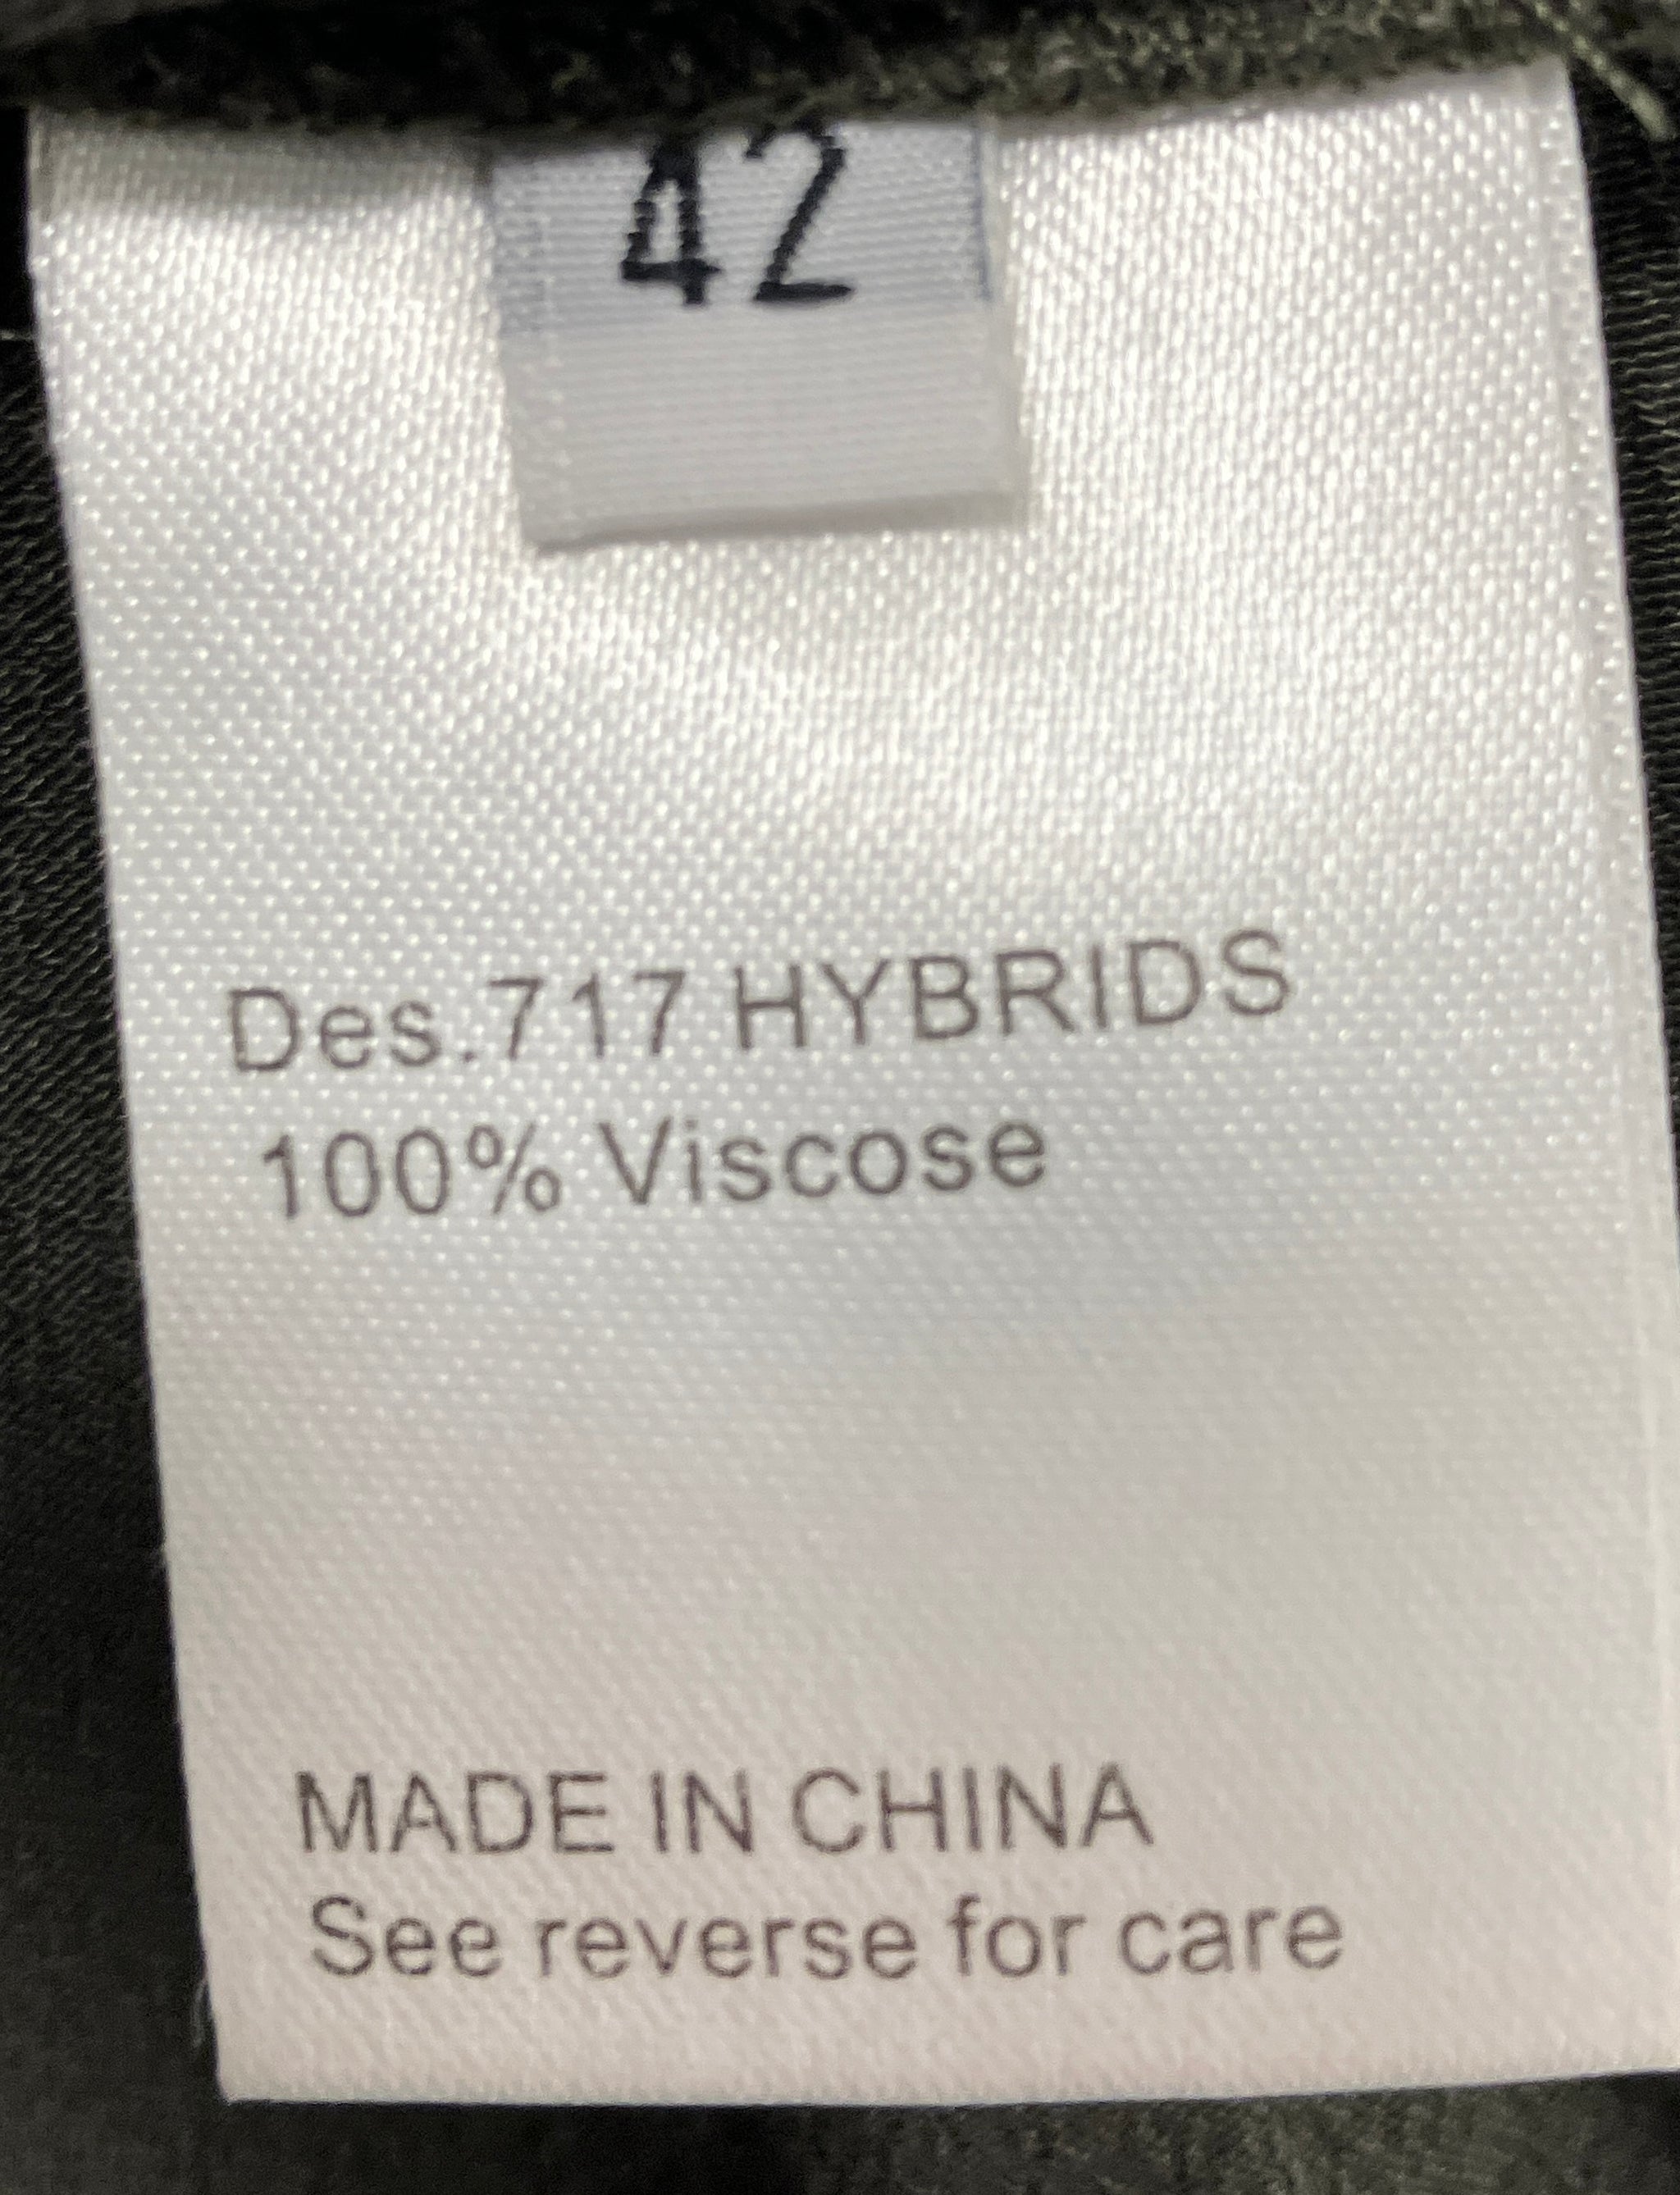 42
Des.717 HYBRIDS
100% Viscose
MADE IN CHINA
See reverse for care